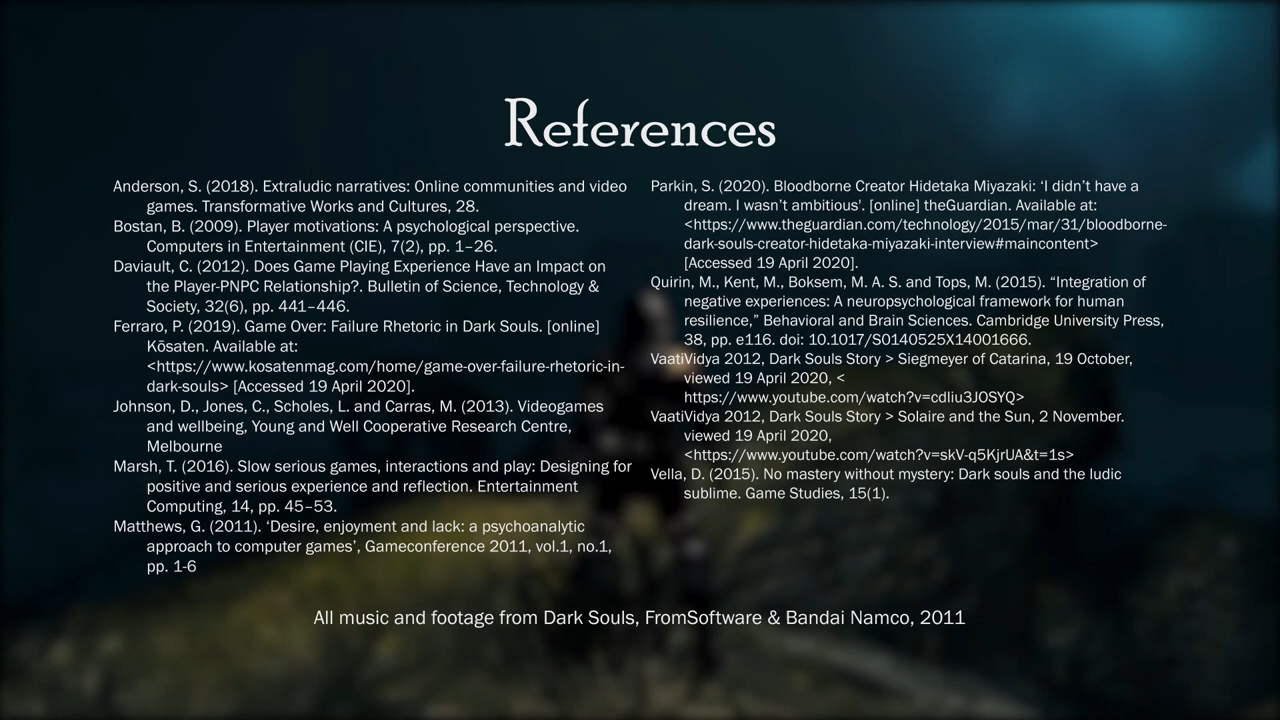 References
Anderson, S. (2018). Extraludic narratives: Online communities and video
games. Transformative Works and Cultures, 28.
Bostan, B. (2009). Player motivations: A psychological perspective.
Computers in Entertainment (CIE), 7(2), pp. 1–26.
Daviault, C. (2012). Does Game Playing Experience Have an Impact on
the Player-PNPC Relationship?. Bulletin of Science, Technology &
Society, 32(6), pp. 441–446.
Ferraro, P. (2019). Game Over: Failure Rhetoric in Dark Souls. [online]
Kōsaten. Available at:
<https://www.kosatenmag.com/home/game-over-failure-rhetoric-in-
dark-souls> [Accessed 19 April 2020].
Johnson, D., Jones, C., Scholes, L. and Carras, M. (2013). Videogames
and wellbeing, Young and Well Cooperative Research Centre,
Melbourne
Marsh, T. (2016). Slow serious games, interactions and play: Designing for
positive and serious experience and reflection. Entertainment
Computing, 14, pp. 45–53.
Matthews, G. (2011). ‘Desire, enjoyment and lack: a psychoanalytic
approach to computer games’, Gameconference 2011, vol.1, no.1,
pp. 1-6
Parkin, S. (2020). Bloodborne Creator Hidetaka Miyazaki: ‘I didn’t have a
dream. I wasn’t ambitious'. [online] theGuardian. Available at:
<https://www.theguardian.com/technology/2015/mar/31/bloodborne-
dark-souls-creator-hidetaka-miyazaki-interview#maincontent>
[Accessed 19 April 2020].
Quirin, M., Kent, M., Boksem, M. A. S. and Tops, M. (2015). “Integration of
negative experiences: A neuropsychological framework for human
resilience,” Behavioral and Brain Sciences. Cambridge University Press,
38, pp. e116. doi: 10.1017/S0140525X14001666.
VaatiVidya 2012, Dark Souls Story > Siegmeyer of Catarina, 19 October,
viewed 19 April 2020, <
https://www.youtube.com/watch?v=cdliu3JOSYQ>
VaatiVidya 2012, Dark Souls Story > Solaire and the Sun, 2 November.
viewed 19 April 2020,
<https://www.youtube.com/watch?v=skV-q5KjrUA&t=1s>
Vella, D. (2015). No mastery without mystery: Dark souls and the ludic
sublime. Game Studies, 15(1).
All music and footage from Dark Souls, FromSoftware & Bandai Namco, 2011